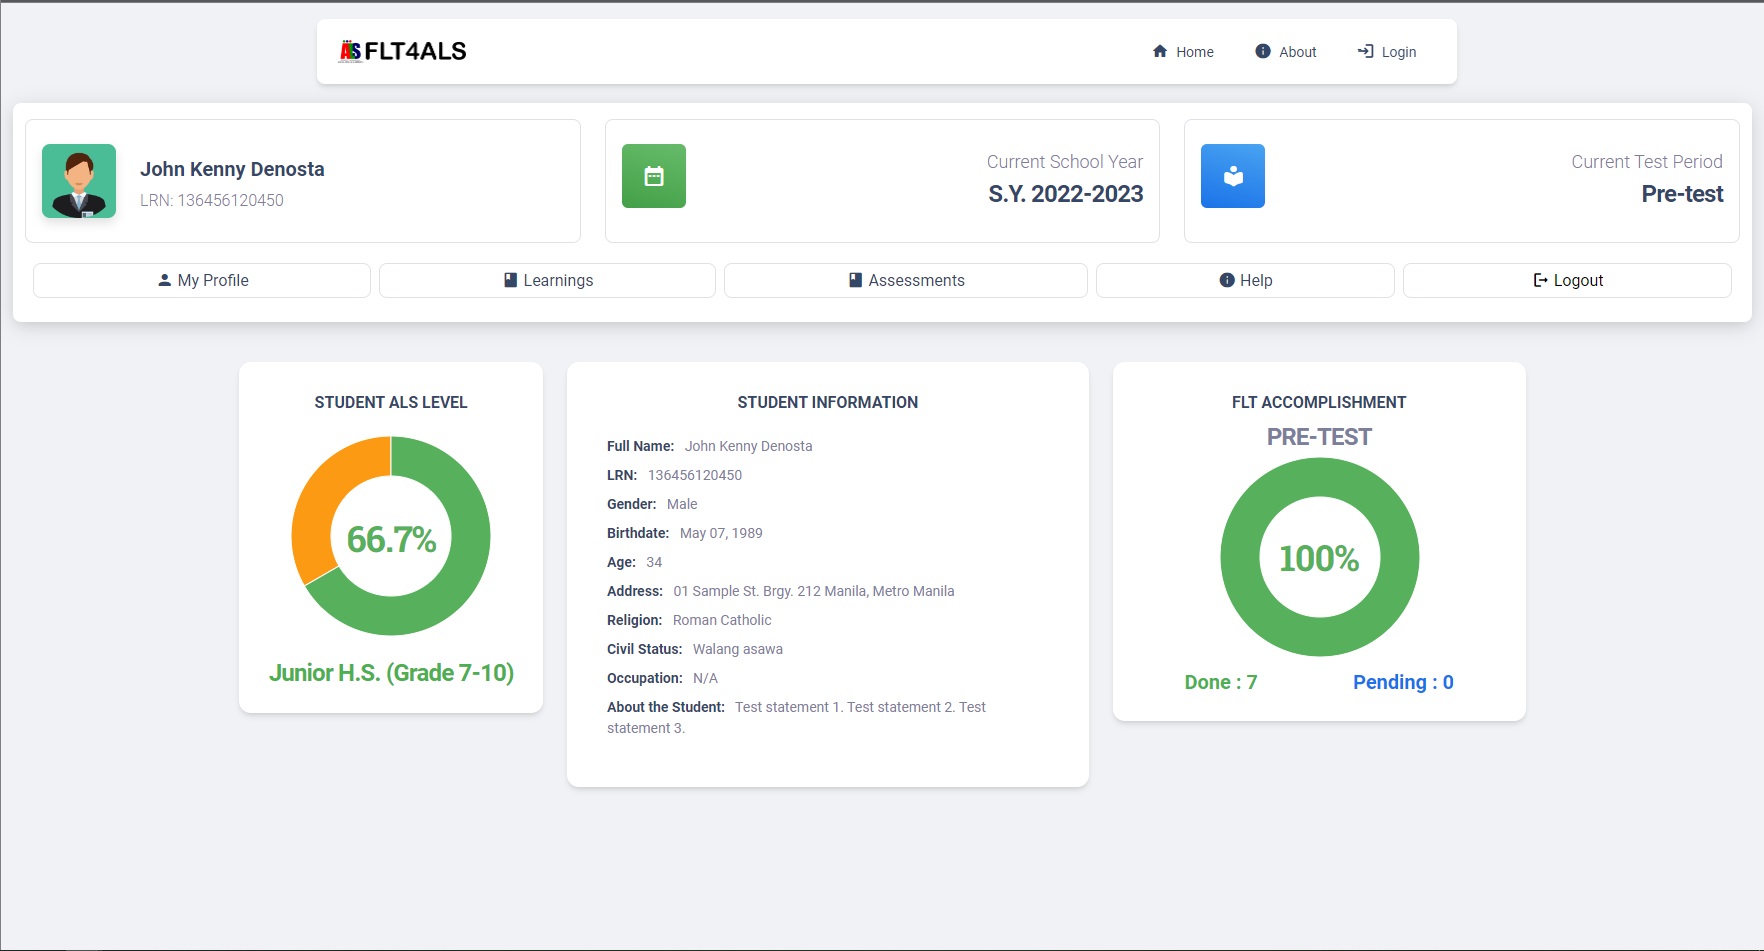 ALS FLT4ALS
Home
About
Login
John Kenny Denosta
LRN: 136456120450
Current School Year
S.Y. 2022-2023
Current Test Period
Pre-test
My Profile
Learnings
Assessments
Help
Logout
STUDENT ALS LEVEL
66.7%
Junior H.S. (Grade 7-10)
STUDENT INFORMATION
Full Name: John Kenny Denosta
LRN: 136456120450
Gender: Male
Birthdate: May 07, 1989
Age: 34
Address: 01 Sample St. Brgy. 212 Manila, Metro Manila
Religion: Roman Catholic
Civil Status: Walang asawa
Occupation: N/A
About the Student: Test statement 1. Test statement 2. Test
statement 3.
FLT ACCOMPLISHMENT
PRE-TEST
100%
Done : 7
Pending : 0